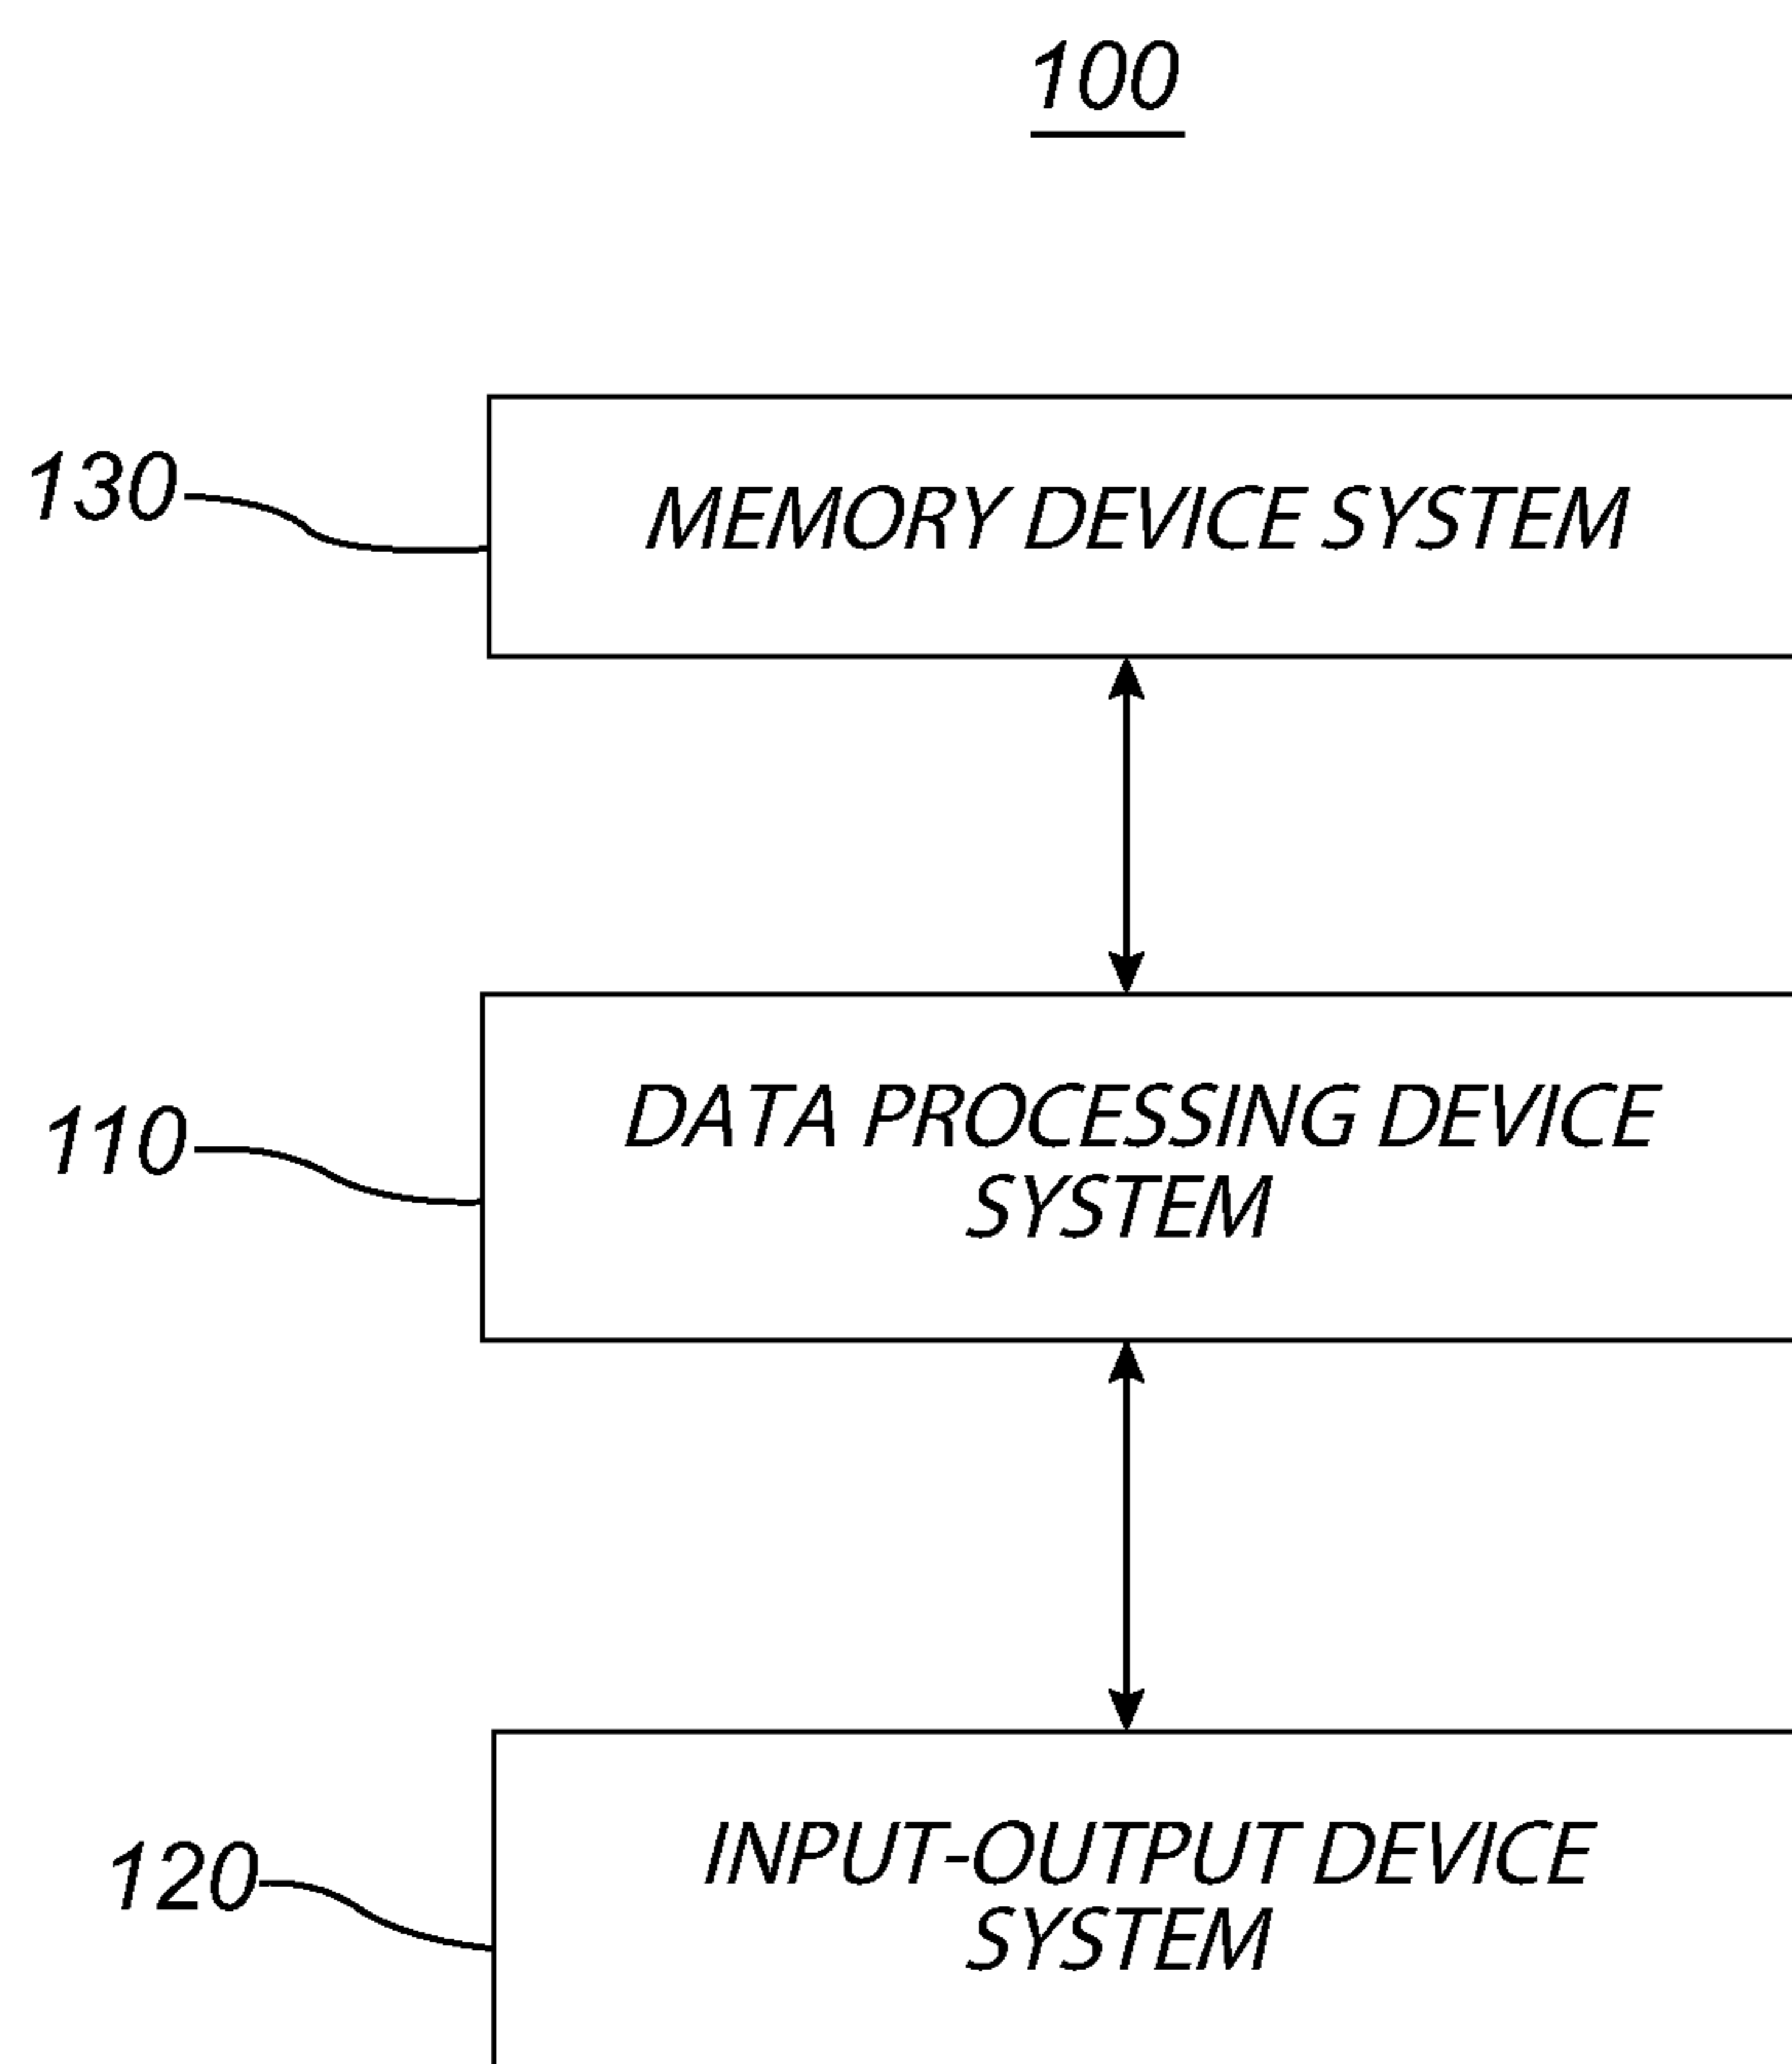 100
130
MEMORY DEVICE SYSTEM
110
DATA PROCESSING DEVICE
SYSTEM
120
INPUT-OUTPUT DEVICE
SYSTEM